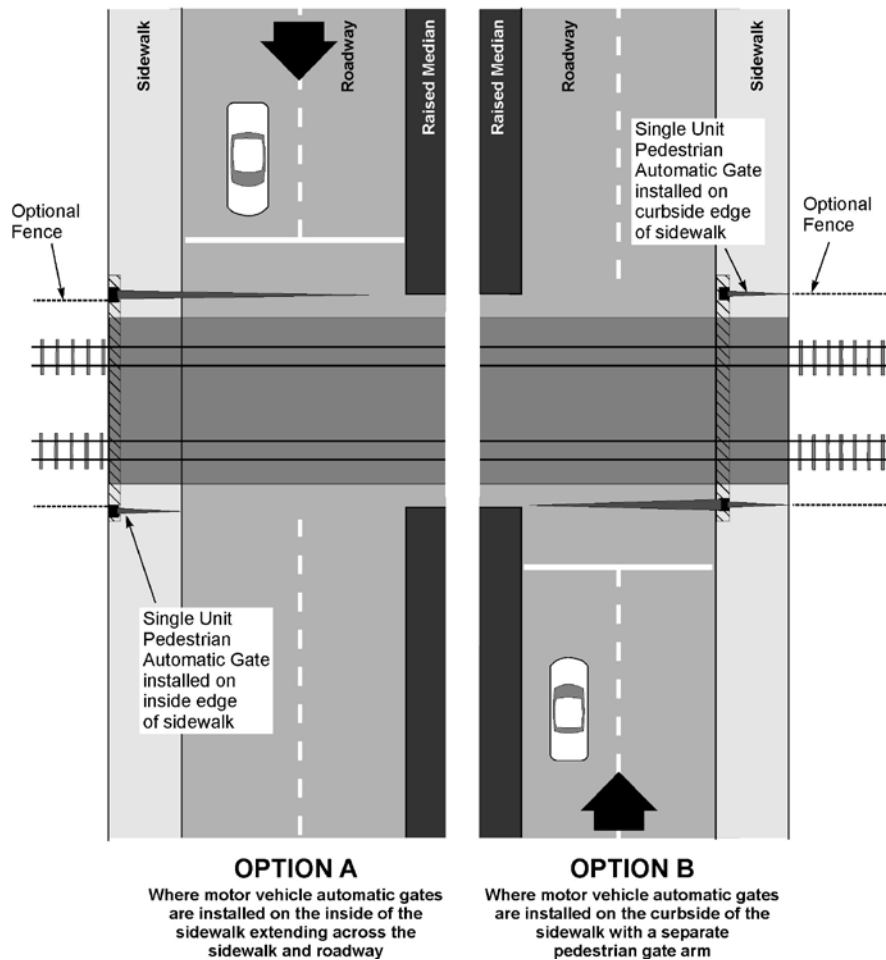 Sidewalk
Roadway
Raised Median
Raised Median
Roadway
Sidewalk
Optional
Fence
Single Unit
Pedestrian
Automatic Gate
installed on
curbside edge
of sidewalk
Optional
Fence
Single Unit
Pedestrian
Automatic Gate
installed on
inside edge
of sidewalk
OPTION A
Where motor vehicle automatic gates
are installed on the inside of the
sidewalk extending across the
sidewalk and roadway
OPTION B
Where motor vehicle automatic gates
are installed on the curbside of the
sidewalk with a separate
pedestrian gate arm